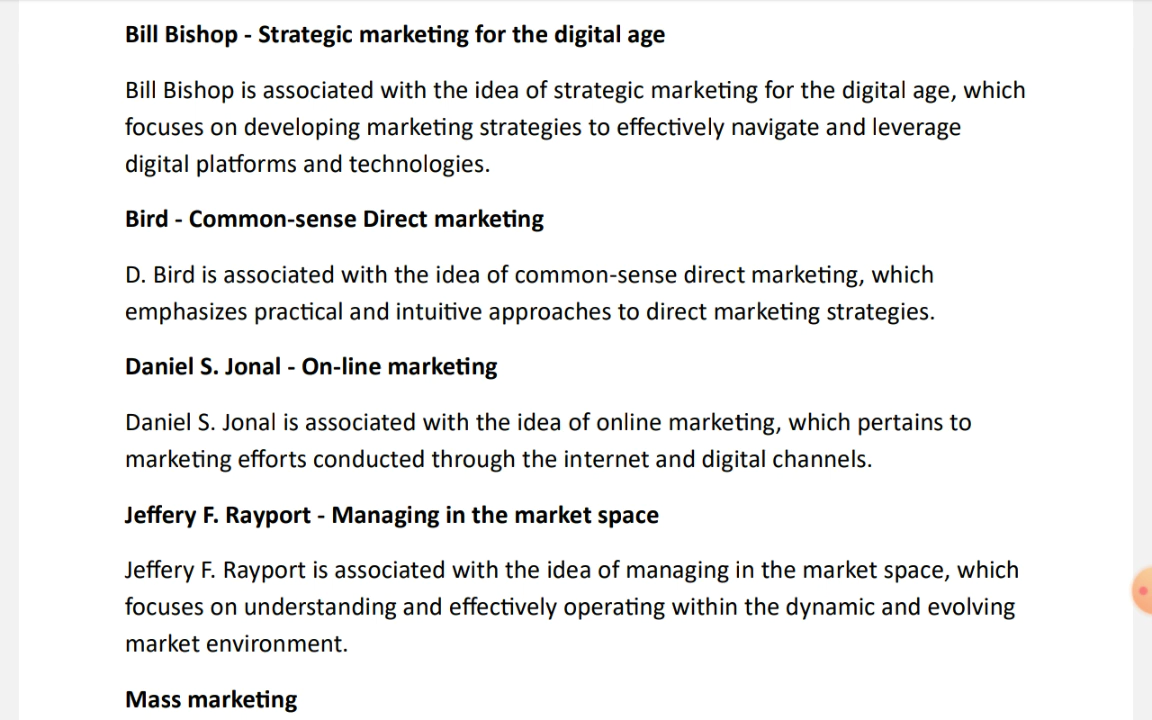 Bill Bishop - Strategic marketing for the digital age
Bill Bishop is associated with the idea of strategic marketing for the digital age, which
focuses on developing marketing strategies to effectively navigate and leverage
digital platforms and technologies.
Bird - Common-sense Direct marketing
D. Bird is associated with the idea of common-sense direct marketing, which
emphasizes practical and intuitive approaches to direct marketing strategies.
Daniel S. Jonal - On-line marketing
Daniel S. Jonal is associated with the idea of online marketing, which pertains to
marketing efforts conducted through the internet and digital channels.
Jeffery F. Rayport - Managing in the market space
Jeffery F. Rayport is associated with the idea of managing in the market space, which
focuses on understanding and effectively operating within the dynamic and evolving
market environment.
Mass marketing